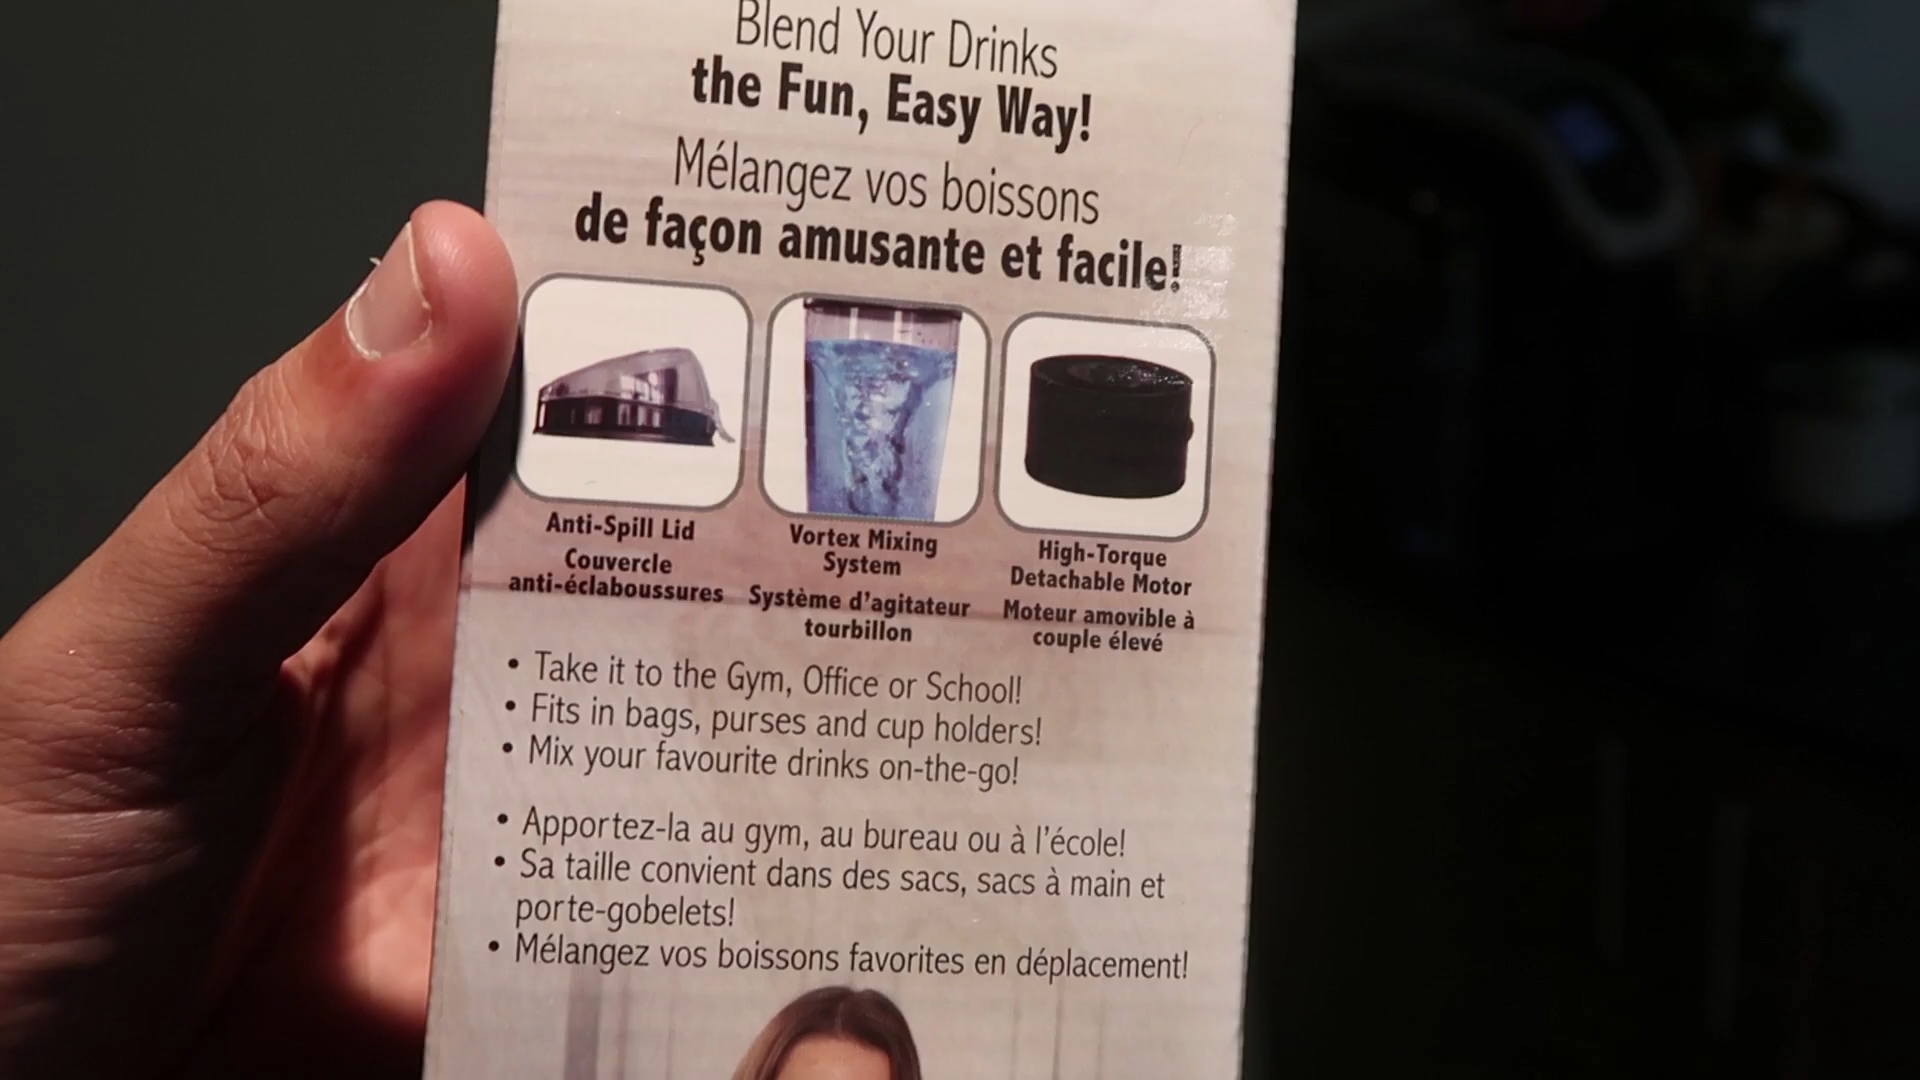 Blend Your Drinks
the Fun, Easy Way!
Mélangez vos boissons
de façon amusante et facile!
Anti-Spill Lid
Couvercle
anti-éclaboussures
Vortex Mixing
System
Système d'agitateur
tourbillon
High-Torque
Detachable Motor
Moteur amovible à
couple élevé
• Take it to the Gym, Office or School!
• Fits in bags, purses and cup holders!
• Mix your favourite drinks on-the-go!
• Apportez-la au gym, au bureau ou à l'école!
• Sa taille convient dans des sacs, sacs à main et
porte-gobelets!
• Mélangez vos boissons favorites en déplacement!